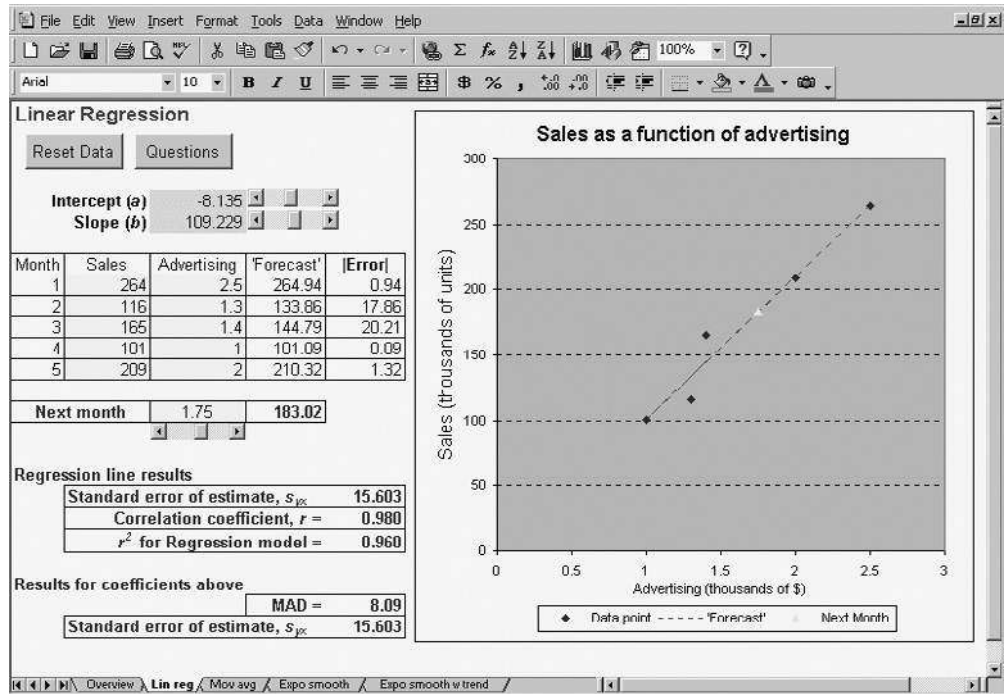 File Edit View Insert Format Tools Data Window Help
100%
Arial 10 B I U $ % ,
Linear Regression
Reset Data Questions
Intercept (a) -8.135
Slope (b) 109.229
Month Sales Advertising 'Forecast' |Error|
1 264 2.5 264.94 0.94
2 116 1.3 133.86 17.86
3 165 1.4 144.79 20.21
4 101 1 101.09 0.09
5 209 2 210.32 1.32
Next month 1.75 183.02
Regression line results
Standard error of estimate, syx 15.603
Correlation coefficient, r = 0.980
r² for Regression model = 0.960
Results for coefficients above
MAD = 8.09
Standard error of estimate, syx 15.603
Sales as a function of advertising
Sales (thousands of units)
300
250
200
150
100
50
0
0 0.5 1 1.5 2 2.5 3
Advertising (thousands of $)
Data point 'Forecast' Next Month
Overview Lin reg Mov avg Expo smooth Expo smooth w trend